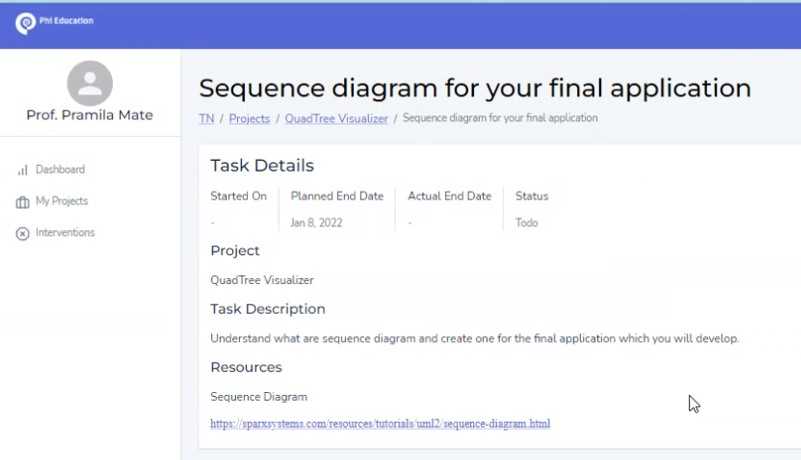 Phi Education
Prof. Pramila Mate
Dashboard
My Projects
Interventions
Sequence diagram for your final application
TN / Projects / QuadTree Visualizer / Sequence diagram for your final application
Task Details
Started On Planned End Date Actual End Date Status
- Jan 8, 2022 - Todo
Project
QuadTree Visualizer
Task Description
Understand what are sequence diagram and create one for the final application which you will develop.
Resources
Sequence Diagram
https://sparxsystems.com/resources/tutorials/uml2/sequence-diagram.html